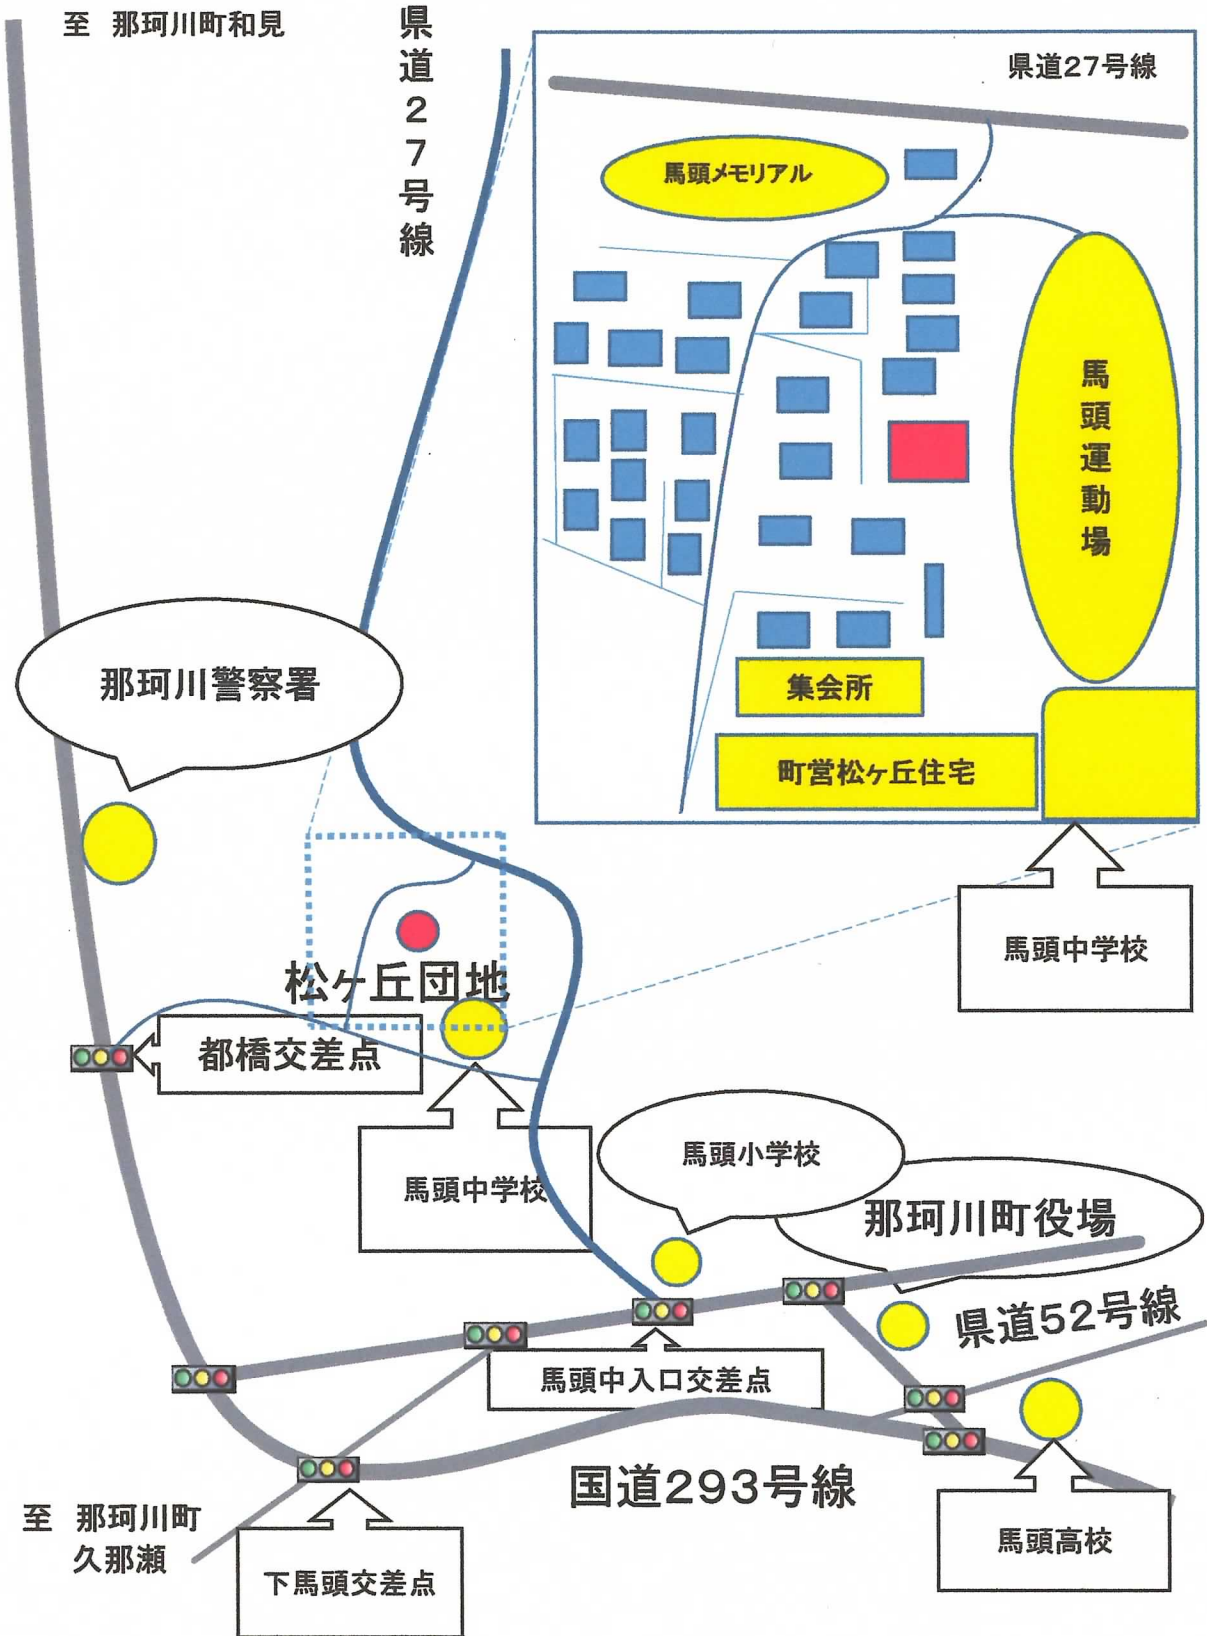 至 那珂川町和見
県道27号線
県道27号線
馬頭メモリアル
馬頭運動場
集会所
町営松ヶ丘住宅
馬頭中学校
那珂川警察署
松ヶ丘団地
都橋交差点
馬頭中学校
馬頭小学校
那珂川町役場
県道52号線
馬頭中入口交差点
国道293号線
馬頭高校
至 那珂川町
久那瀬
下馬頭交差点